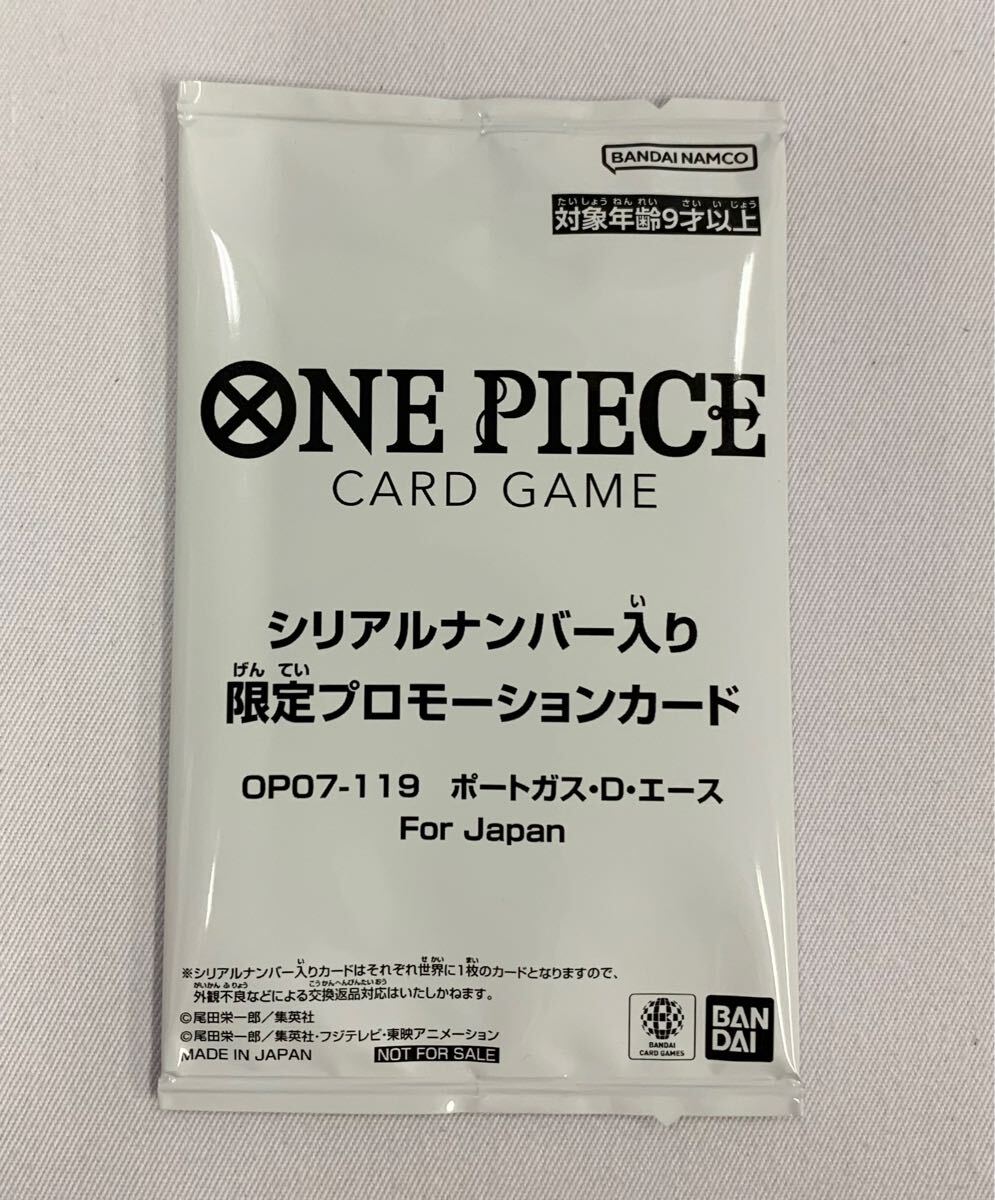 BANDAI NAMCO
たいしょう ねん れい さい い じょう
対象年齢9才以上
ONE PIECE
CARD GAME
い
シリアルナンバー入り
げん てい
限定プロモーションカード
OP07-119 ポートガス・D・エース
For Japan
い せ かい まい
※シリアルナンバー入りカードはそれぞれ世界に1枚のカードとなりますので、
がいかん ふ りょう こうかんへんぴんたいおう
外観不良などによる交換返品対応はいたしかねます。
©尾田栄一郎/集英社
©尾田栄一郎/集英社・フジテレビ・東映アニメーション
MADE IN JAPAN NOT FOR SALE
BANDAI
CARD GAMES
BAN
DAI